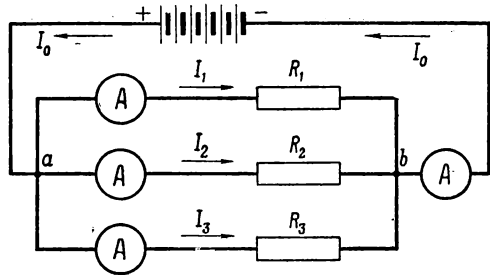 + −
I₀ I₀
A I₁ R₁
a A I₂ R₂ b A
A I₃ R₃